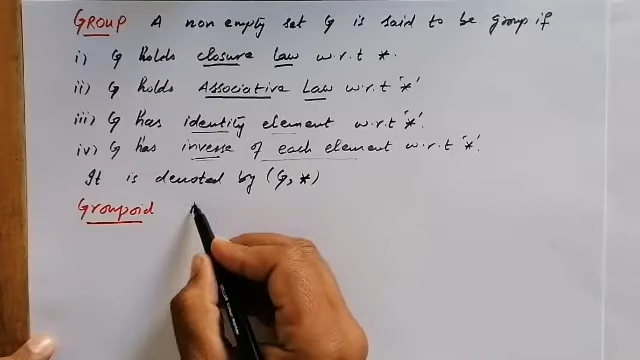 GROUP A non empty set G is said to be group if
i) G holds closure law w.r.t *.
ii) G holds Associative Law w.r.t '*'
iii) G has identity element w.r.t '*'.
iv) G has inverse of each element w.r.t '*'.
It is denoted by (G, *)
Groupoid